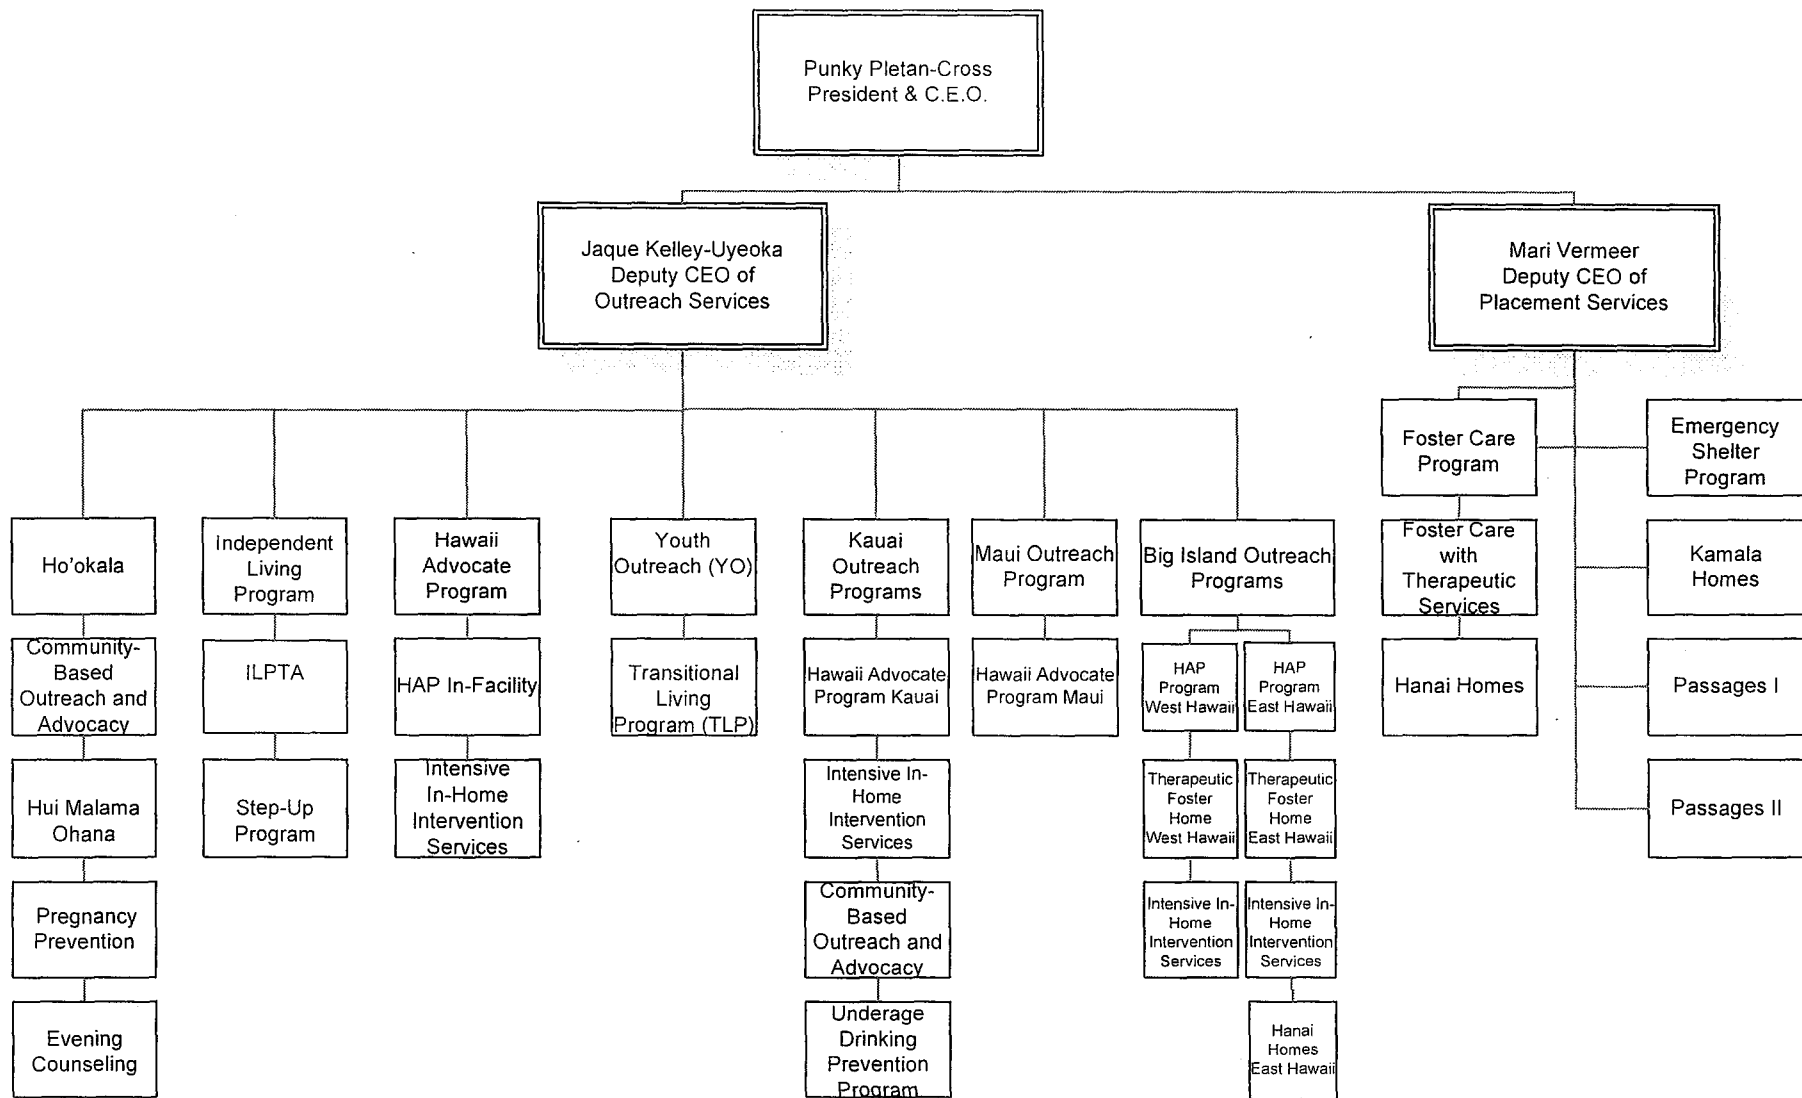 Punky Pletan-Cross
President & C.E.O.
Jaque Kelley-Uyeoka
Deputy CEO of
Outreach Services
Mari Vermeer
Deputy CEO of
Placement Services
Ho'okala
Community-
Based
Outreach and
Advocacy
Hui Malama
Ohana
Pregnancy
Prevention
Evening
Counseling
Independent
Living
Program
ILPTA
Step-Up
Program
Hawaii
Advocate
Program
HAP In-Facility
Intensive
In-Home
Intervention
Services
Youth
Outreach (YO)
Transitional
Living
Program (TLP)
Kauai
Outreach
Programs
Hawaii Advocate
Program Kauai
Intensive In-
Home
Intervention
Services
Community-
Based
Outreach and
Advocacy
Underage
Drinking
Prevention
Program
Maui Outreach
Program
Hawaii Advocate
Program Maui
Big Island Outreach
Programs
HAP
Program
West Hawaii
Therapeutic
Foster
Home
West Hawaii
Intensive In-
Home
Intervention
Services
HAP
Program
East Hawaii
Therapeutic
Foster
Home
East Hawaii
Intensive In-
Home
Intervention
Services
Hanai
Homes
East Hawaii
Foster Care
Program
Foster Care
with
Therapeutic
Services
Hanai Homes
Emergency
Shelter
Program
Kamala
Homes
Passages I
Passages II